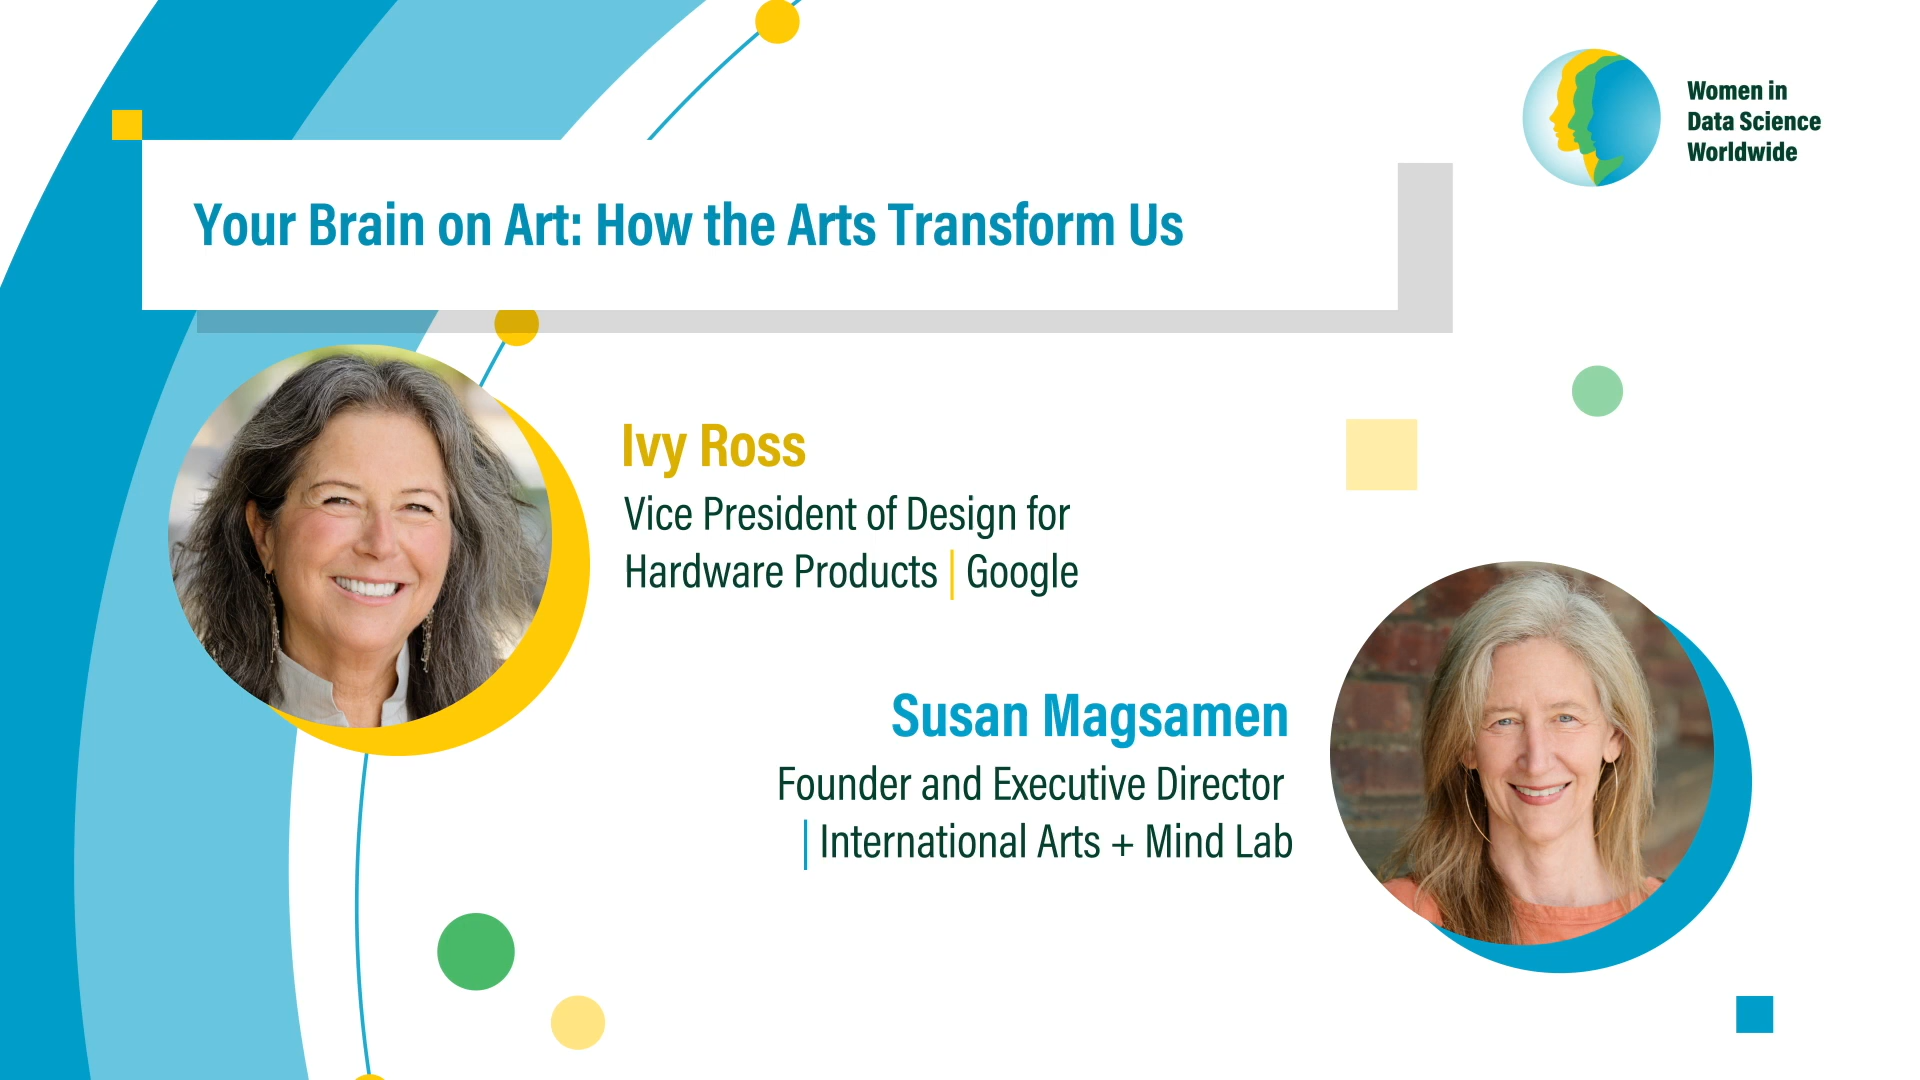 Women in
Data Science
Worldwide
Your Brain on Art: How the Arts Transform Us
Ivy Ross
Vice President of Design for
Hardware Products | Google
Susan Magsamen
Founder and Executive Director
| International Arts + Mind Lab